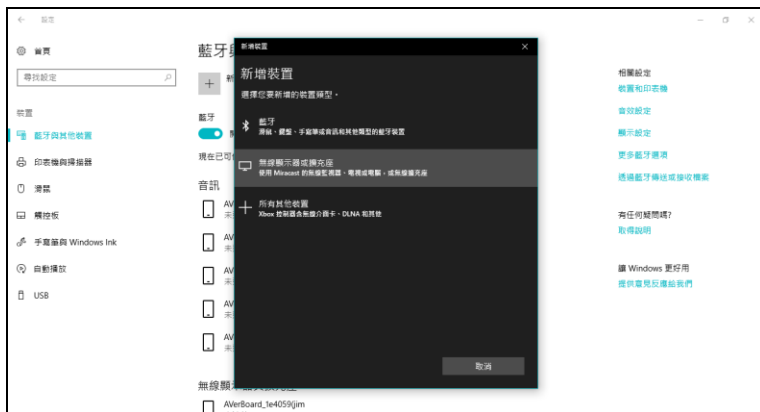 設定
首頁
尋找設定
裝置
藍牙與其他裝置
印表機與掃描器
滑鼠
觸控板
手寫筆與 Windows Ink
自動播放
USB
藍牙
藍牙
現在已可
音訊
AV
AV
AV
AV
AV
無線顯
AVerBoard_1e4059(jim
新增裝置
新增裝置
選擇您要新增的裝置類型。
藍牙
滑鼠、鍵盤、手寫筆或音訊和其他類型的藍牙裝置
無線顯示器或擴充座
使用 Miracast 的無線監視器、電視或電腦，或無線擴充座
所有其他裝置
Xbox 控制器含無線介面卡、DLNA 和其他
取消
相關設定
裝置和印表機
音效設定
顯示設定
更多藍牙選項
透過藍牙傳送或接收檔案
有任何疑問嗎?
取得說明
讓 Windows 更好用
提供意見反應給我們